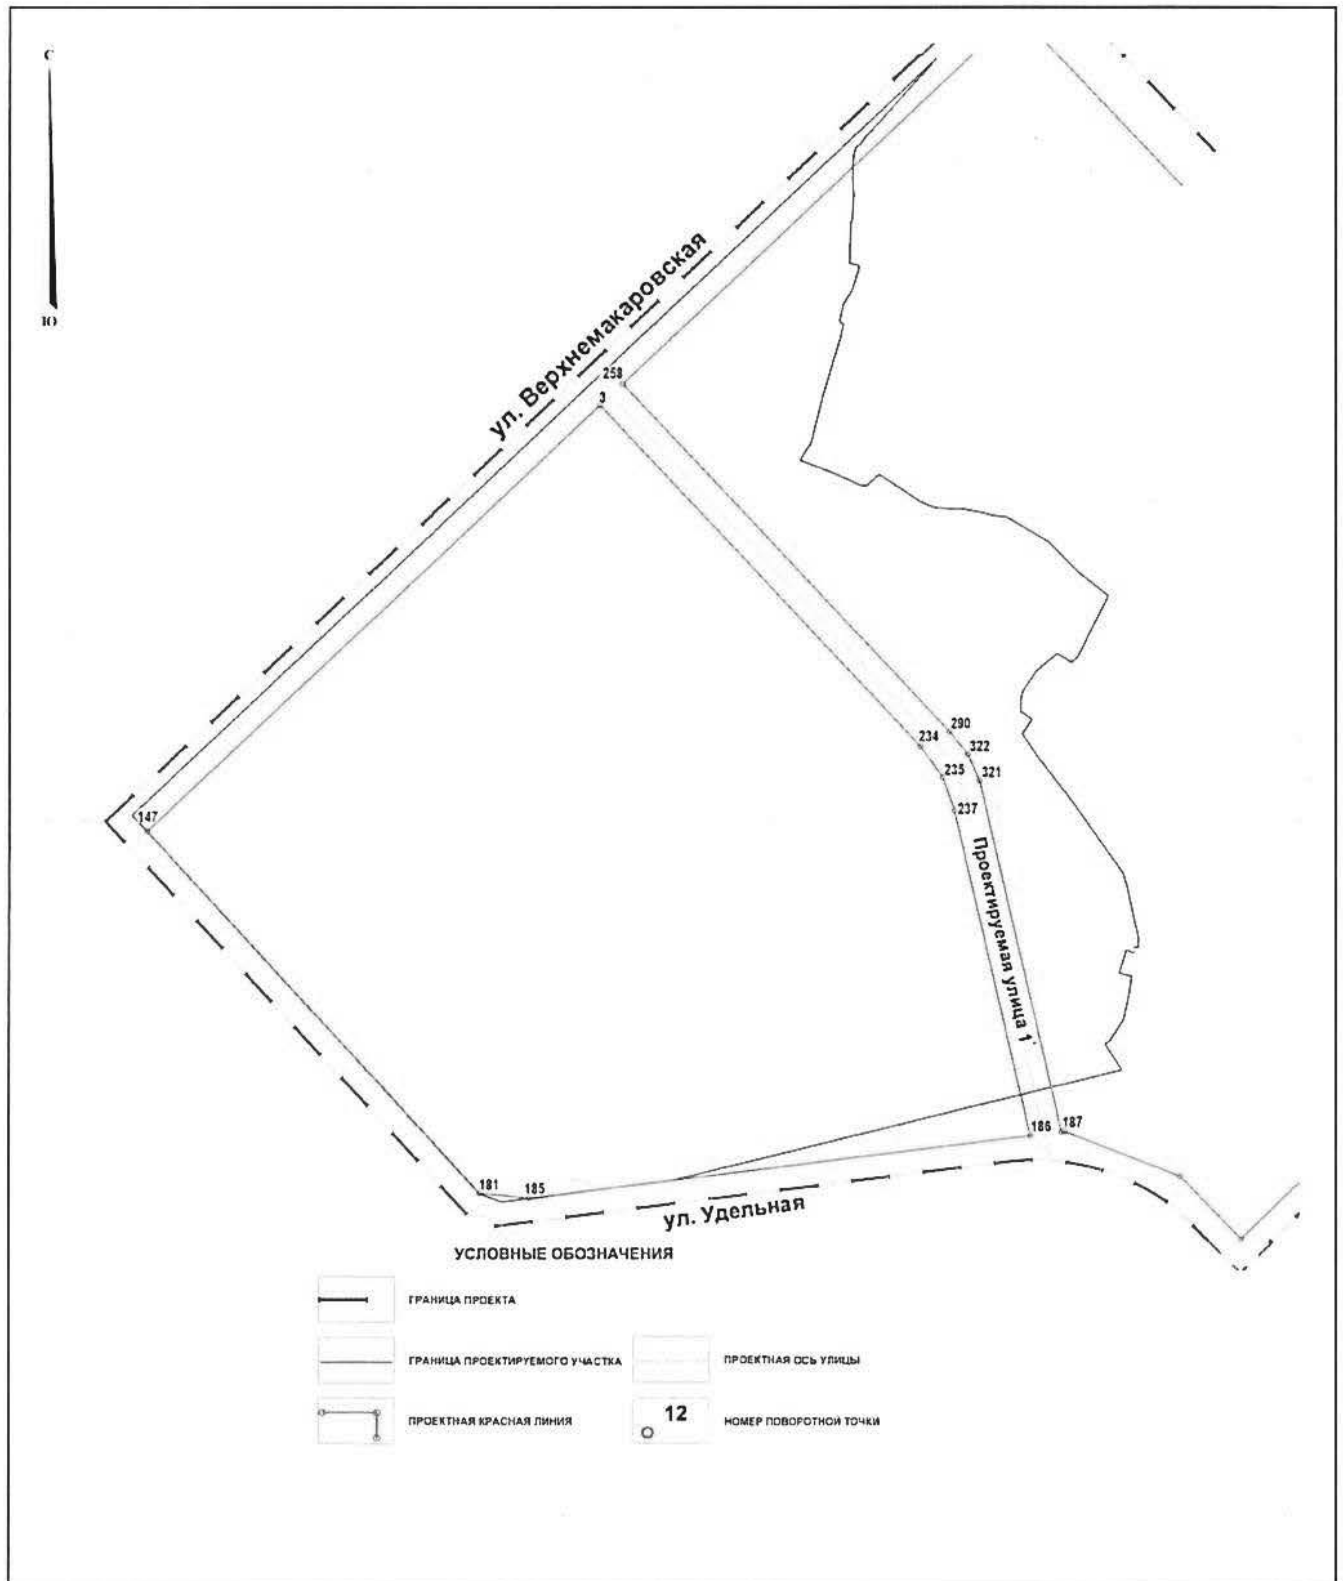 С
Ю
ул. Верхнемакаровская
258
3
147
290
234
322
235
321
237
Проектируемая улица 1
186
187
181
185
ул. Удельная
УСЛОВНЫЕ ОБОЗНАЧЕНИЯ
ГРАНИЦА ПРОЕКТА
ГРАНИЦА ПРОЕКТИРУЕМОГО УЧАСТКА
ПРОЕКТНАЯ ОСЬ УЛИЦЫ
ПРОЕКТНАЯ КРАСНАЯ ЛИНИЯ
12
НОМЕР ПОВОРОТНОЙ ТОЧКИ